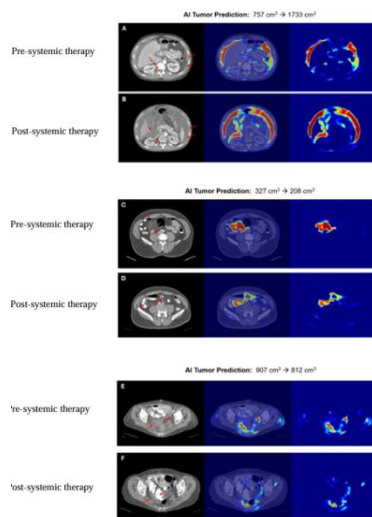 AI Tumor Prediction: 757 cm³ → 1733 cm³
A
Pre-systemic therapy
B
Post-systemic therapy
AI Tumor Prediction: 327 cm³ → 208 cm³
C
Pre-systemic therapy
D
Post-systemic therapy
AI Tumor Prediction: 907 cm³ → 812 cm³
E
're-systemic therapy
F
'ost-systemic therapy